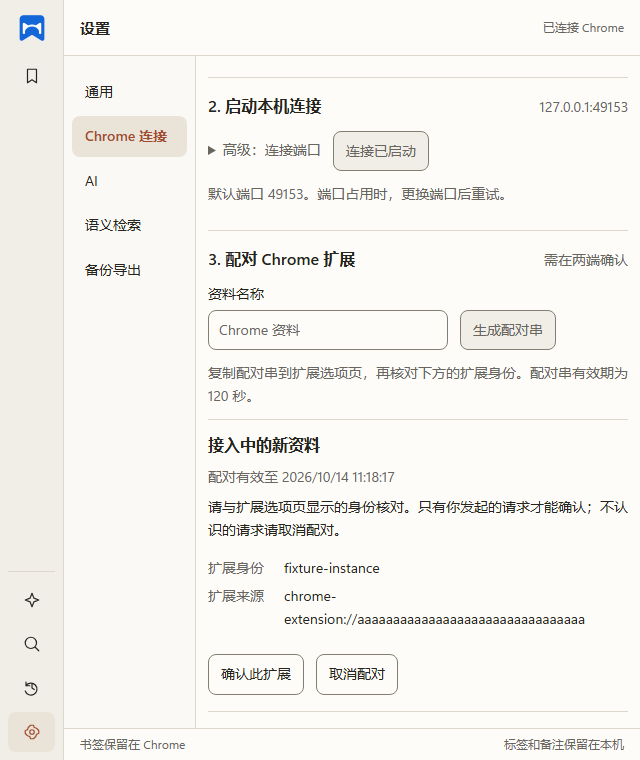 设置
已连接 Chrome
通用
Chrome 连接
AI
语义检索
备份导出
2. 启动本机连接
127.0.0.1:49153
高级：连接端口
连接已启动
默认端口 49153。端口占用时，更换端口后重试。
3. 配对 Chrome 扩展
需在两端确认
资料名称
Chrome 资料
生成配对串
复制配对串到扩展选项页，再核对下方的扩展身份。配对串有效期为
120 秒。
接入中的新资料
配对有效至 2026/10/14 11:18:17
请与扩展选项页显示的身份核对。只有你发起的请求才能确认；不认
识的请求请取消配对。
扩展身份 fixture-instance
扩展来源 chrome-
extension://aaaaaaaaaaaaaaaaaaaaaaaaaaaaaaaa
确认此扩展
取消配对
书签保留在 Chrome
标签和备注保留在本机